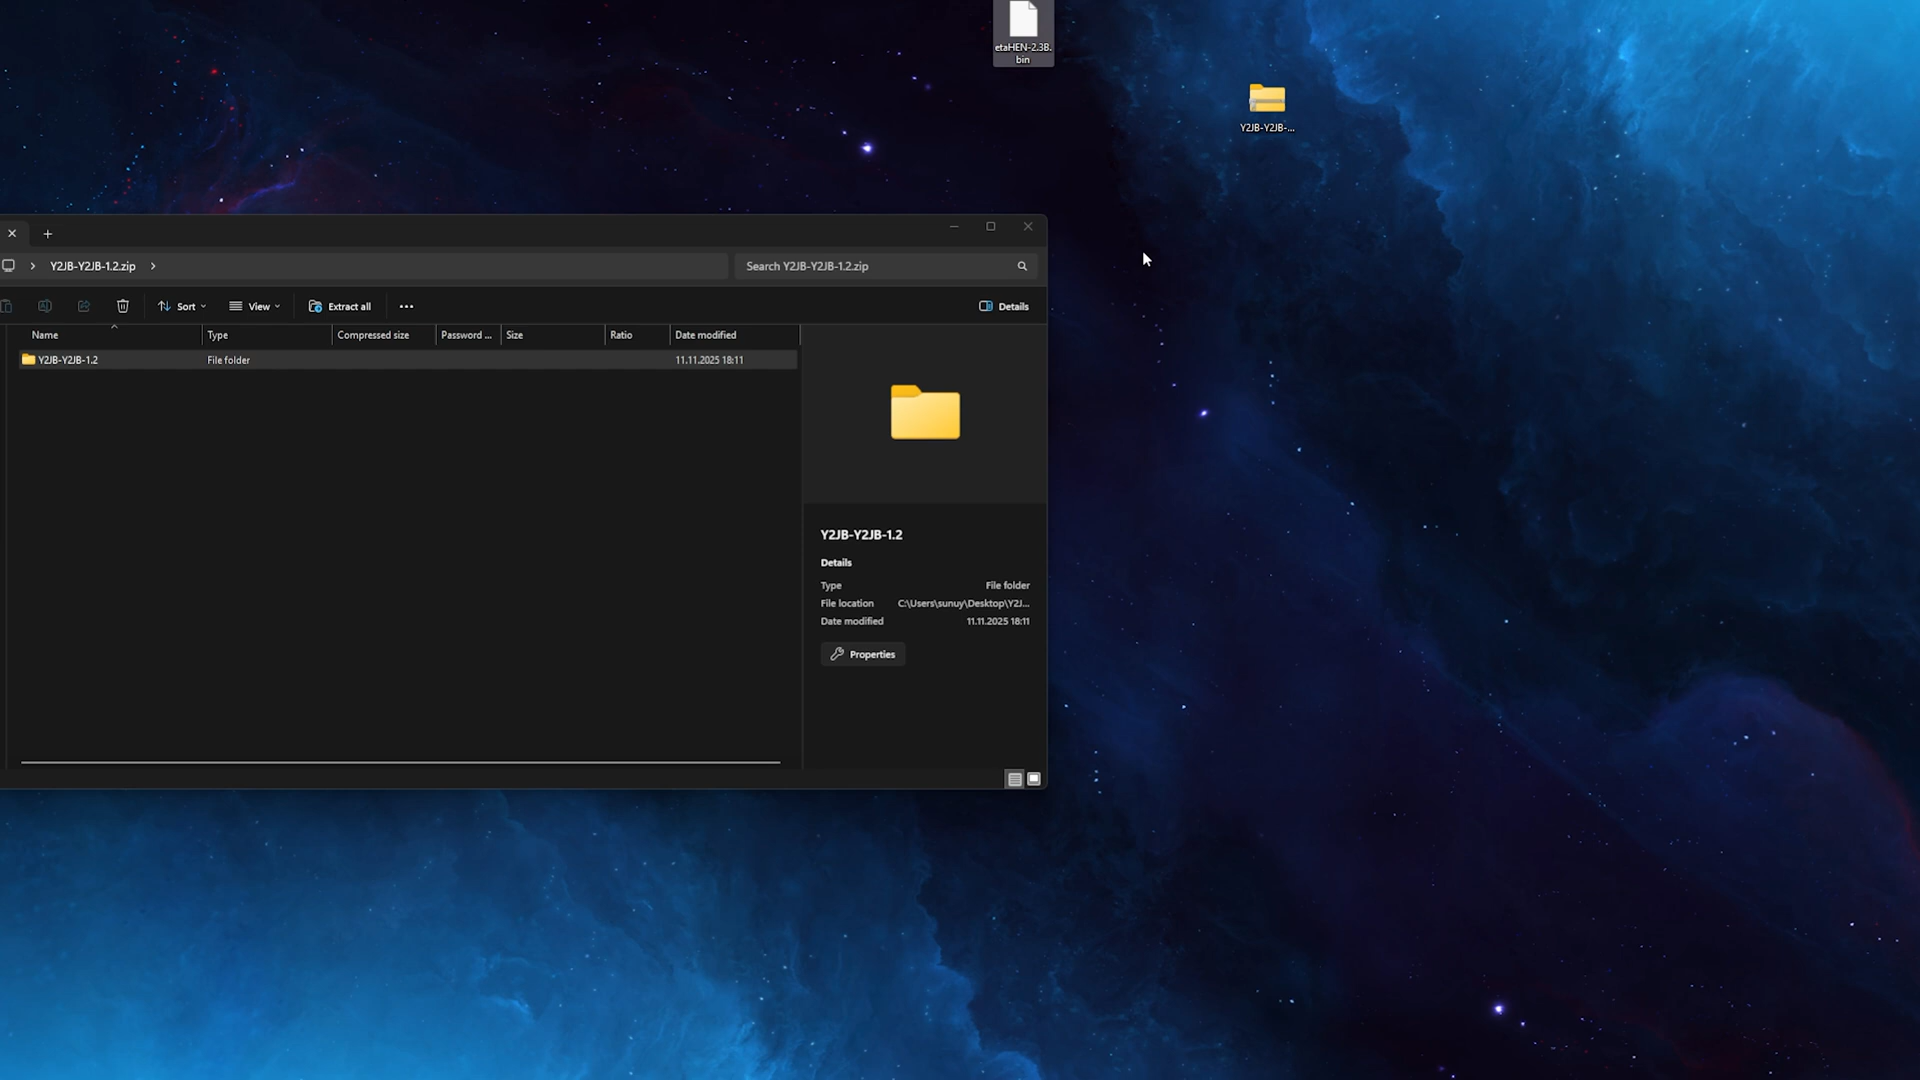 etaHEN-2.3B.
bin
Y2JB-Y2JB-...
Y2JB-Y2JB-1.2.zip
Search Y2JB-Y2JB-1.2.zip
Sort
View
Extract all
Details
Name Type Compressed size Password ... Size Ratio Date modified
Y2JB-Y2JB-1.2 File folder 11.11.2025 18:11
Y2JB-Y2JB-1.2
Details
Type File folder
File location C:\Users\sunuy\Desktop\Y2J...
Date modified 11.11.2025 18:11
Properties